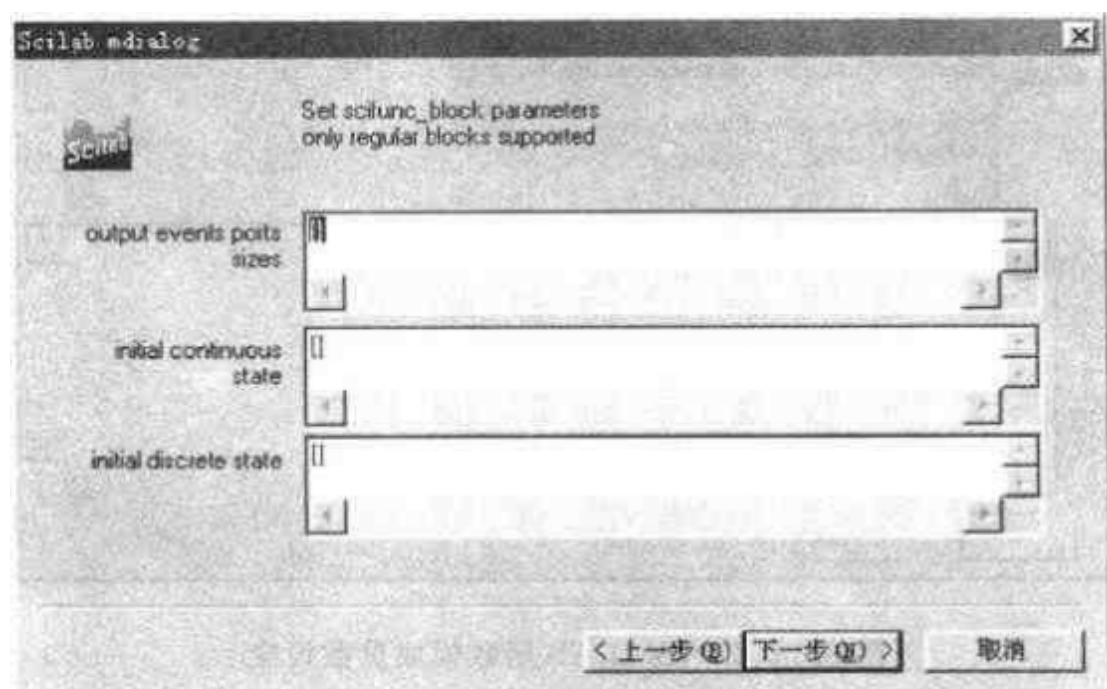 Scilab mdialog
Set scifunc_block parameters
only regular blocks supported
output events ports
sizes
[]
initial continuous
state
[]
initial discrete state
[]
< 上一步(B)
下一步(N) >
取消